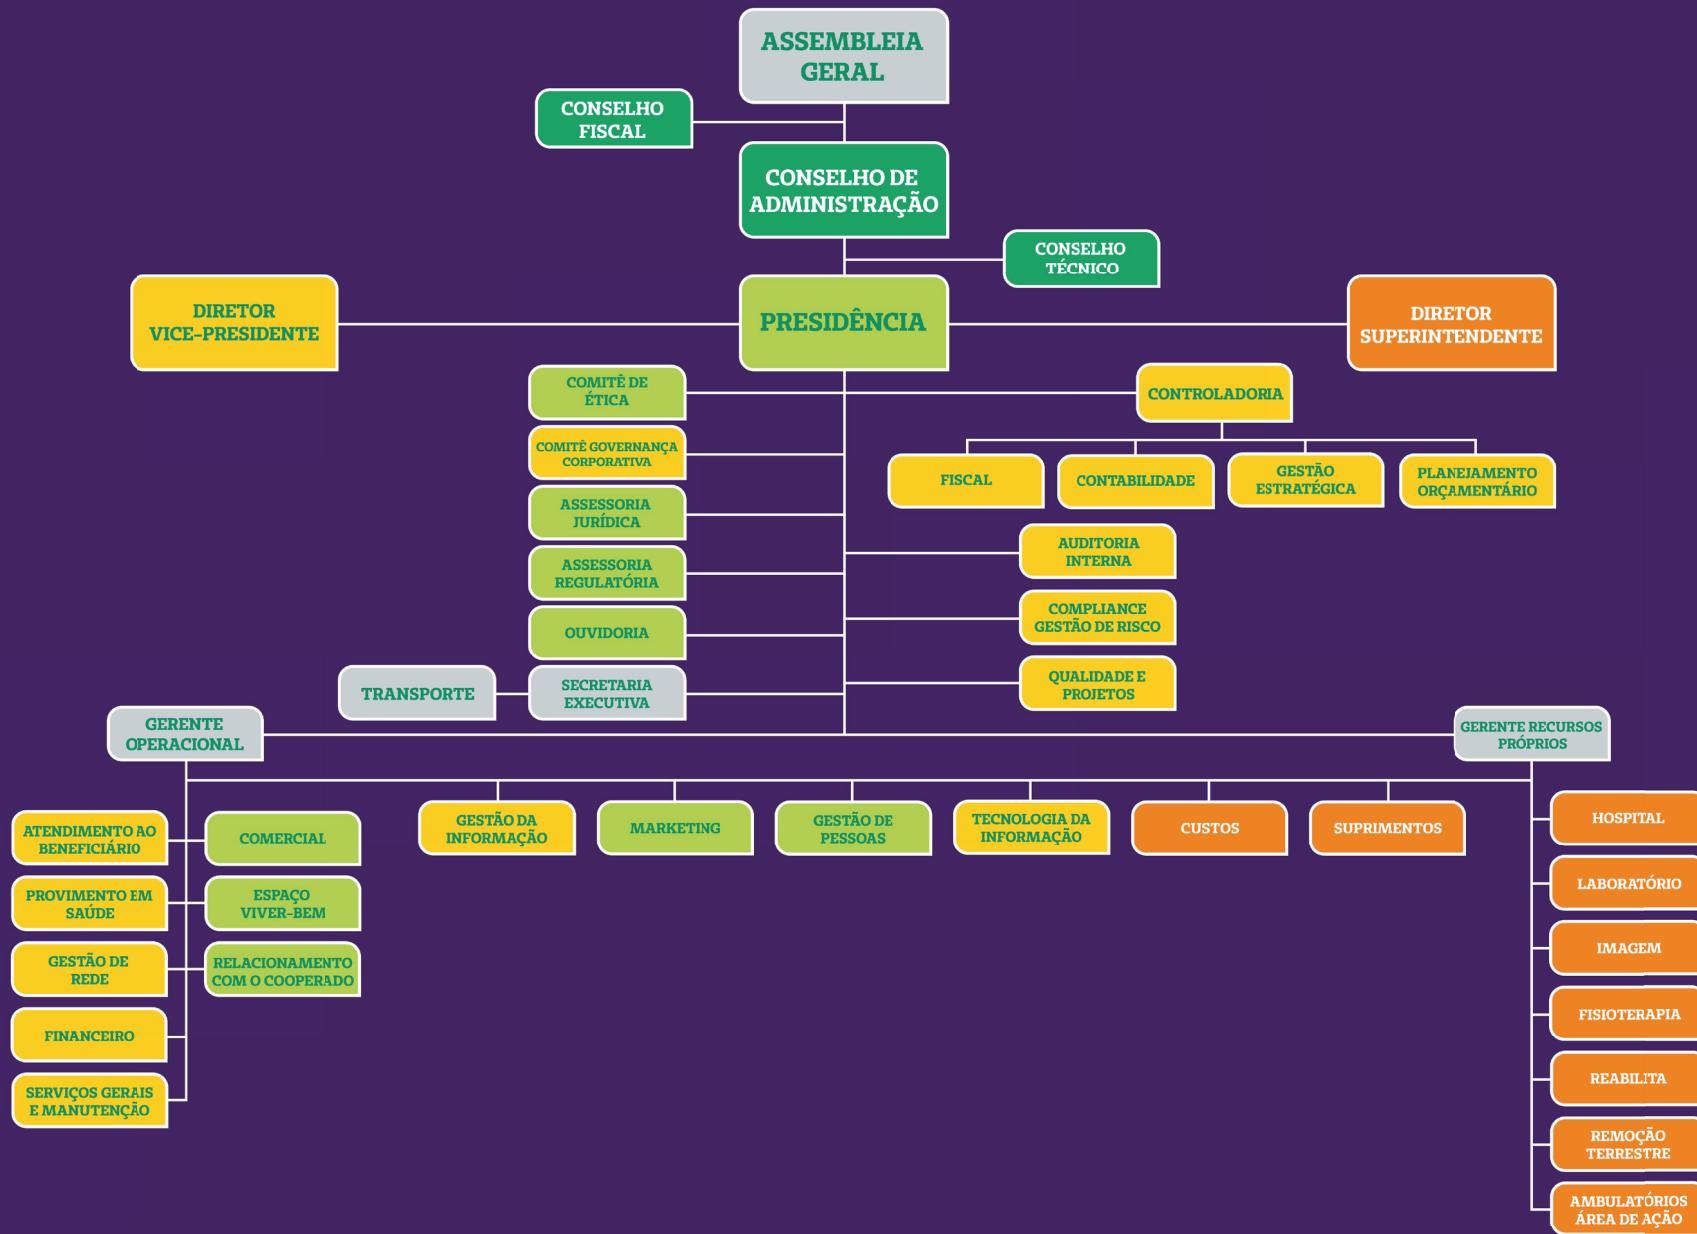 ASSEMBLEIA
GERAL
CONSELHO
FISCAL
CONSELHO DE
ADMINISTRAÇÃO
CONSELHO
TÉCNICO
DIRETOR
VICE-PRESIDENTE
PRESIDÊNCIA
DIRETOR
SUPERINTENDENTE
COMITÊ DE
ÉTICA
CONTROLADORIA
COMITÊ GOVERNANÇA
CORPORATIVA
FISCAL
CONTABILIDADE
GESTÃO
ESTRATÉGICA
PLANEJAMENTO
ORÇAMENTÁRIO
ASSESSORIA
JURÍDICA
AUDITORIA
INTERNA
ASSESSORIA
REGULATÓRIA
COMPLIANCE
GESTÃO DE RISCO
OUVIDORIA
TRANSPORTE
SECRETARIA
EXECUTIVA
QUALIDADE E
PROJETOS
GERENTE
OPERACIONAL
GERENTE RECURSOS
PRÓPRIOS
ATENDIMENTO AO
BENEFICIÁRIO
COMERCIAL
GESTÃO DA
INFORMAÇÃO
MARKETING
GESTÃO DE
PESSOAS
TECNOLOGIA DA
INFORMAÇÃO
CUSTOS
SUPRIMENTOS
HOSPITAL
PROVIMENTO EM
SAÚDE
ESPAÇO
VIVER-BEM
LABORATÓRIO
GESTÃO DE
REDE
RELACIONAMENTO
COM O COOPERADO
IMAGEM
FINANCEIRO
FISIOTERAPIA
SERVIÇOS GERAIS
E MANUTENÇÃO
REABILITA
REMOÇÃO
TERRESTRE
AMBULATÓRIOS
ÁREA DE AÇÃO